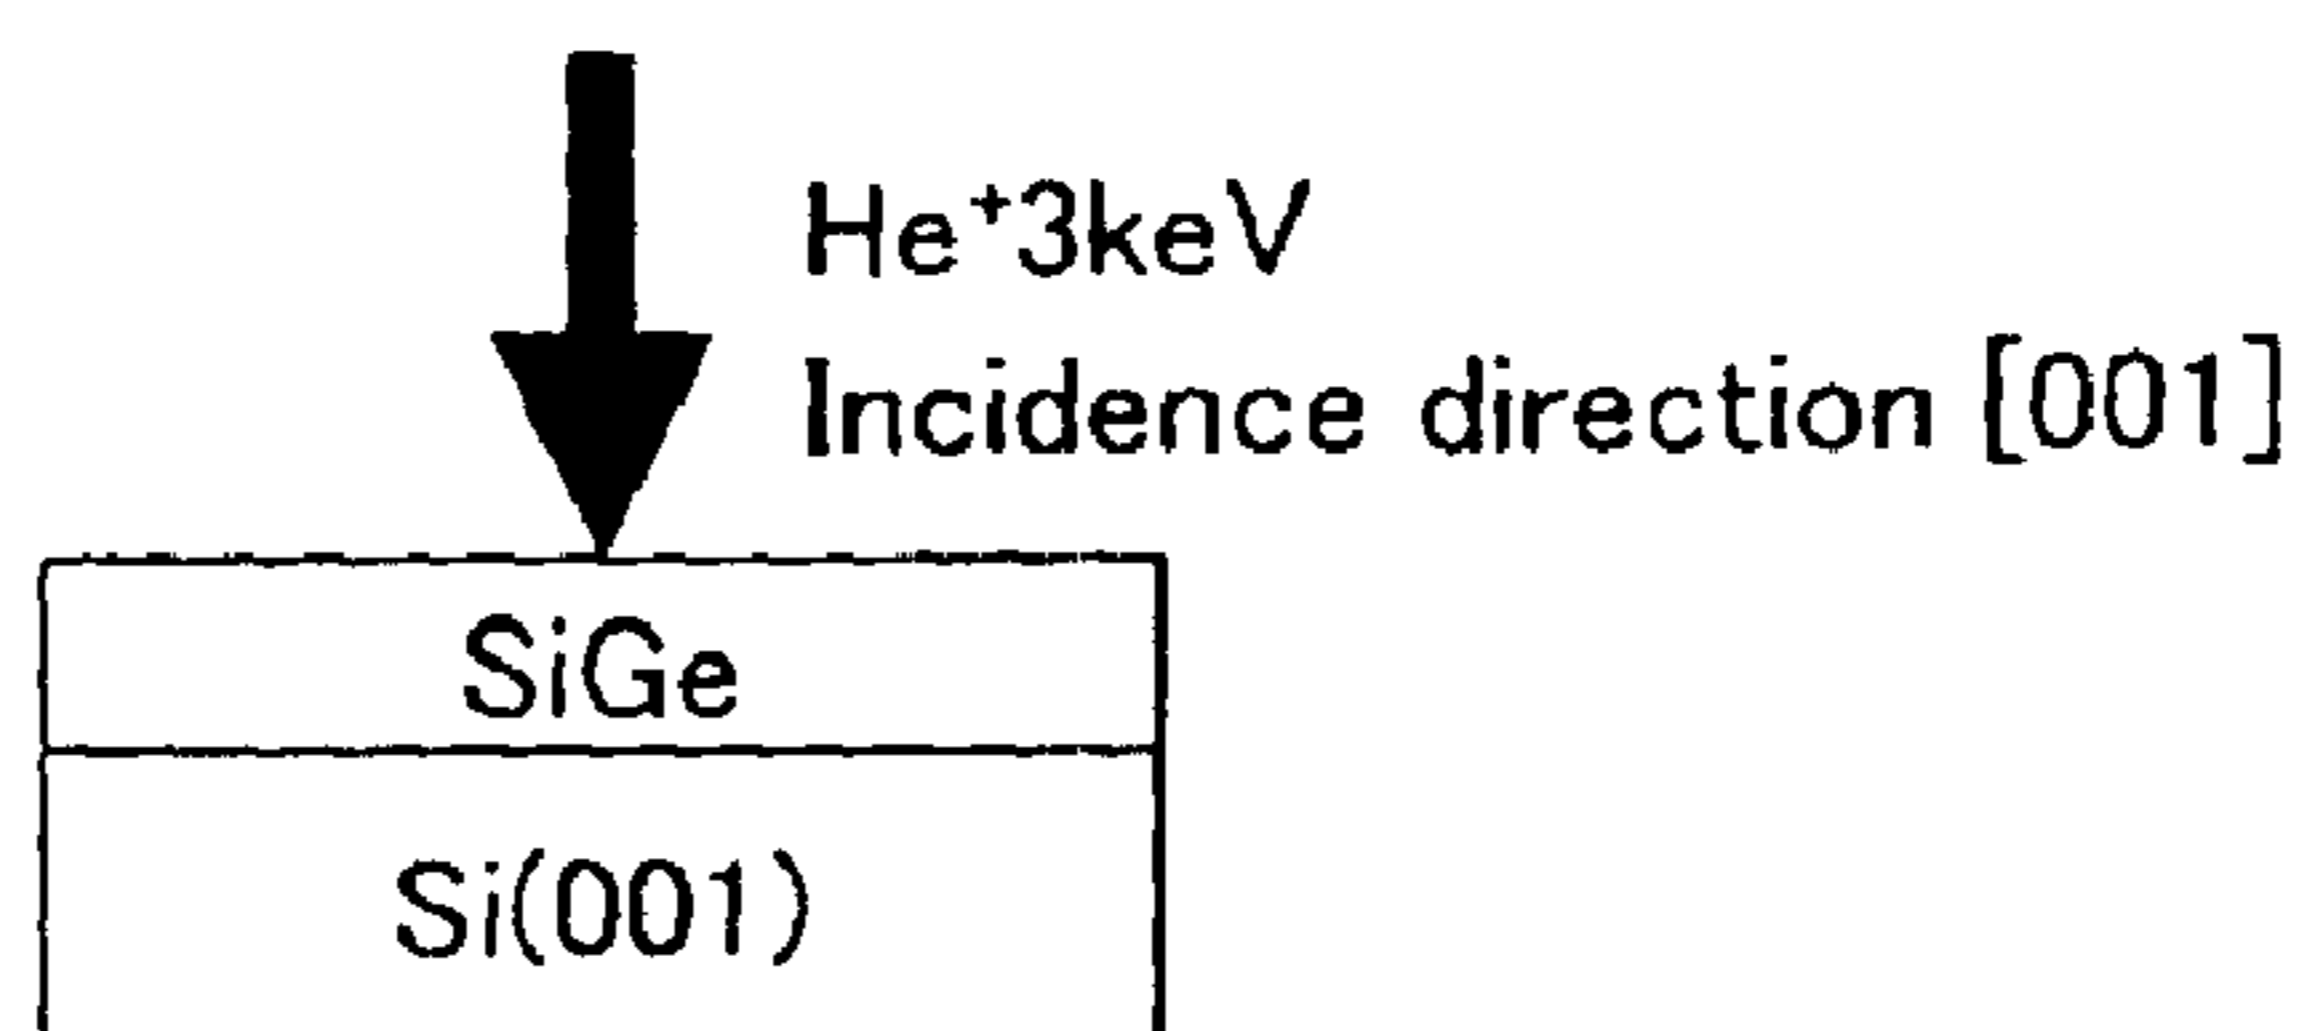 He⁺3keV
Incidence direction [001]
SiGe
Si(001)